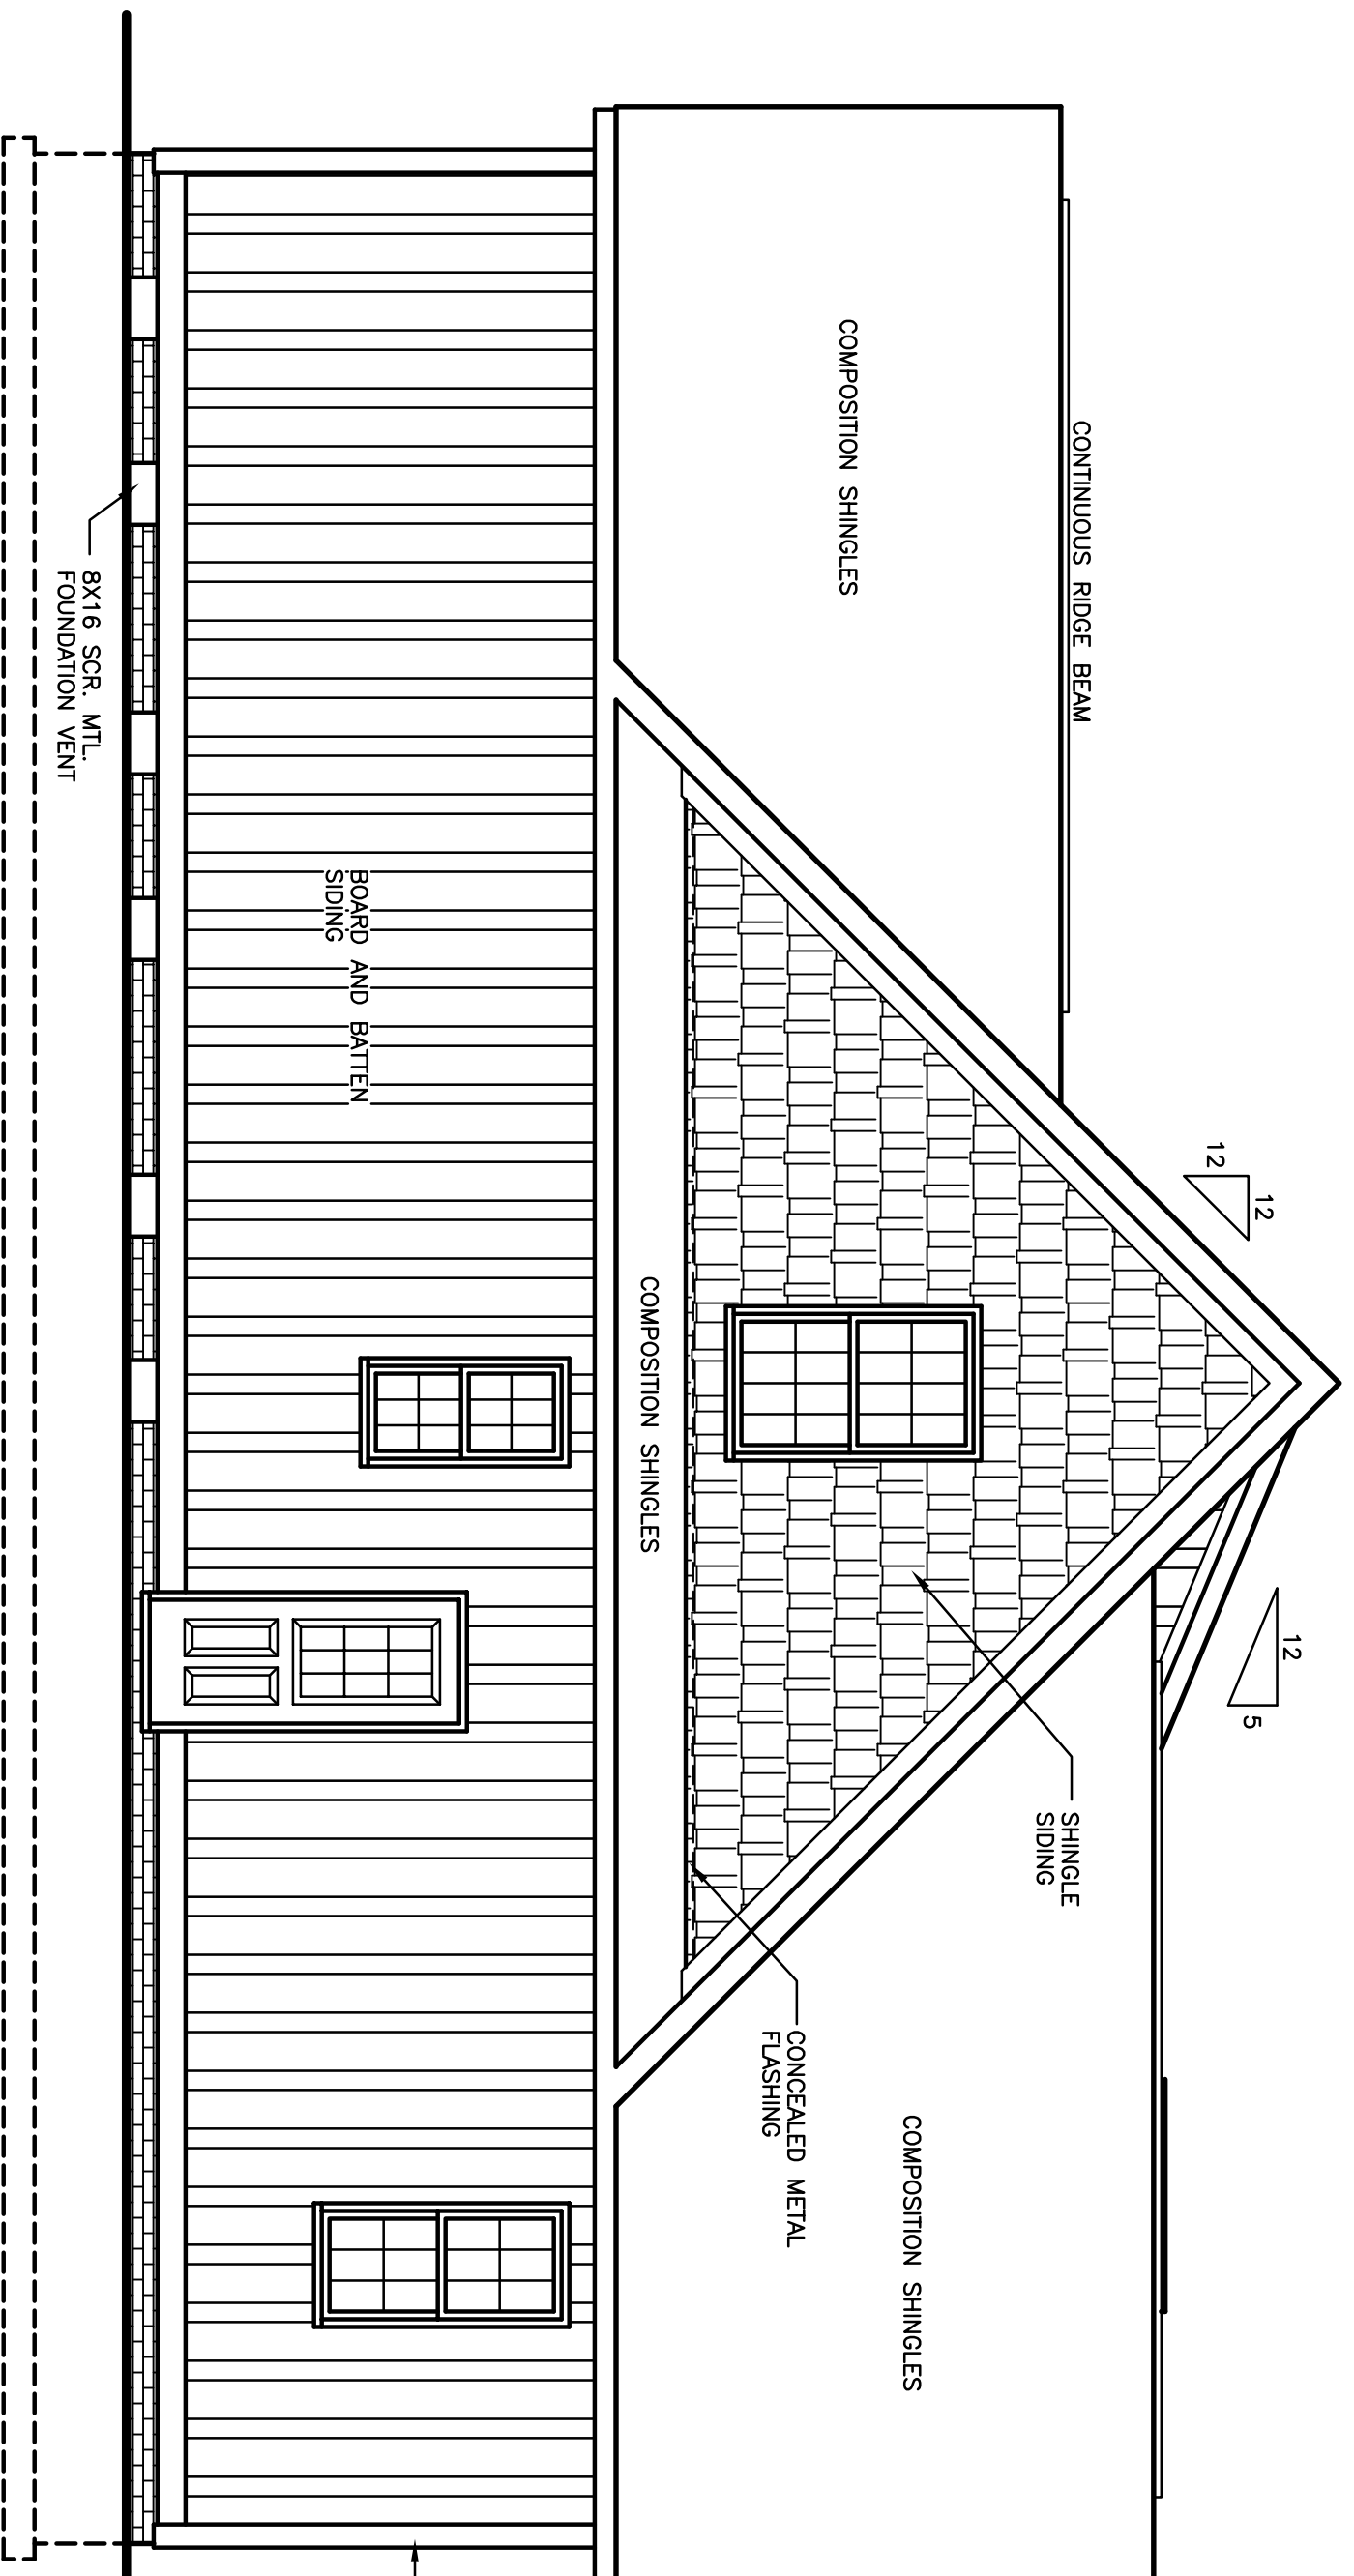 12
12
12
5
CONTINUOUS RIDGE BEAM
SHINGLE
SIDING
COMPOSITION SHINGLES
COMPOSITION SHINGLES
CONCEALED METAL
FLASHING
COMPOSITION SHINGLES
BOARD AND BATTEN
SIDING
8X16 SCR. MTL.
FOUNDATION VENT